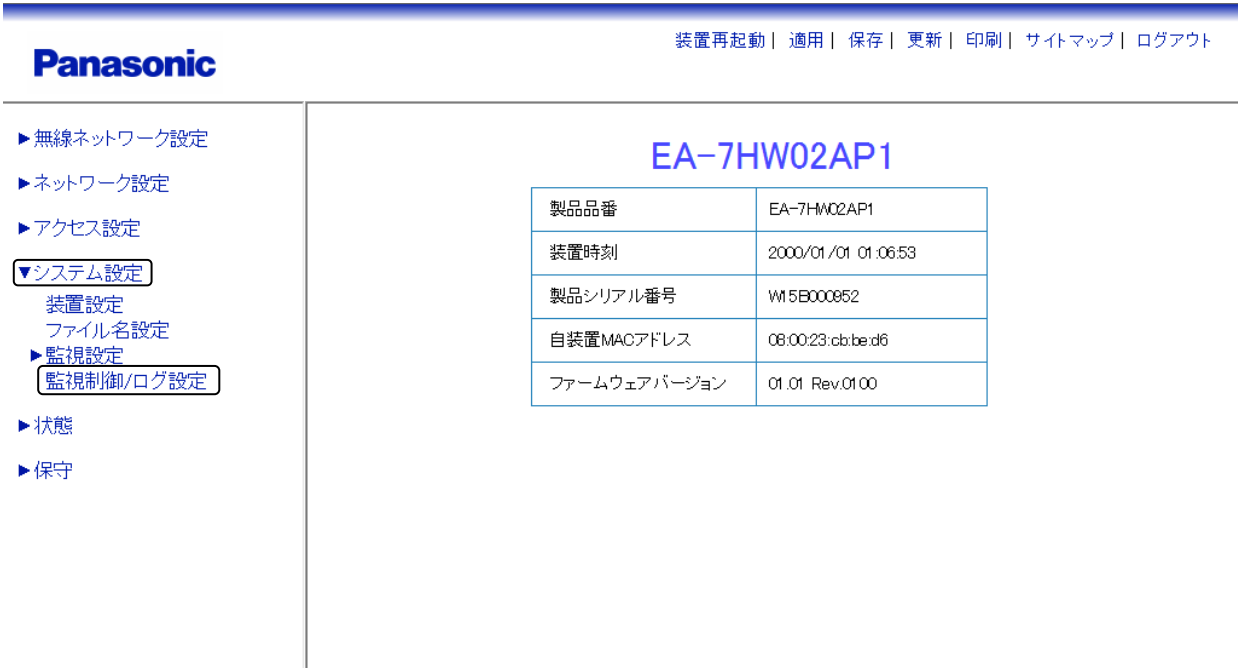 装置再起動 | 適用 | 保存 | 更新 | 印刷 | サイトマップ | ログアウト
Panasonic
▶無線ネットワーク設定
▶ネットワーク設定
▶アクセス設定
▼システム設定
装置設定
ファイル名設定
▶監視設定
監視制御/ログ設定
▶状態
▶保守
EA-7HW02AP1
製品品番 EA-7HW02AP1
装置時刻 2000/01/01 01:06:53
製品シリアル番号 W15B000952
自装置MACアドレス 08:00:23:cb:be:d6
ファームウェアバージョン 01.01 Rev.0100